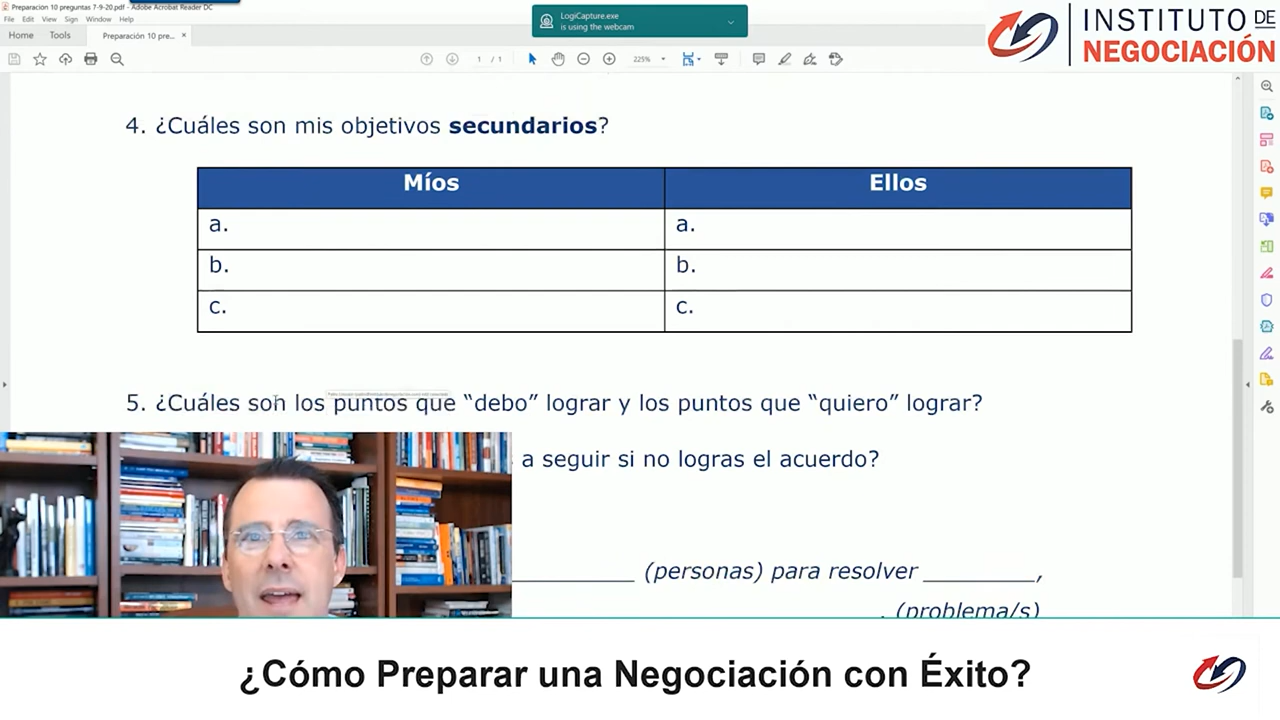 Preparación 10 preguntas 7-9-20.pdf - Adobe Acrobat Reader DC
File Edit View Sign Window Help
Home Tools Preparación 10 pre... ×
1 / 1 225%
LogiCapture.exe
is using the webcam
INSTITUTO DE
NEGOCIACIÓN
4. ¿Cuáles son mis objetivos secundarios?
Míos Ellos
a. a.
b. b.
c. c.
5. ¿Cuáles son los puntos que “debo” lograr y los puntos que “quiero” lograr?
a seguir si no logras el acuerdo?
__________ (personas) para resolver _________,
. (problema/s)
¿Cómo Preparar una Negociación con Éxito?